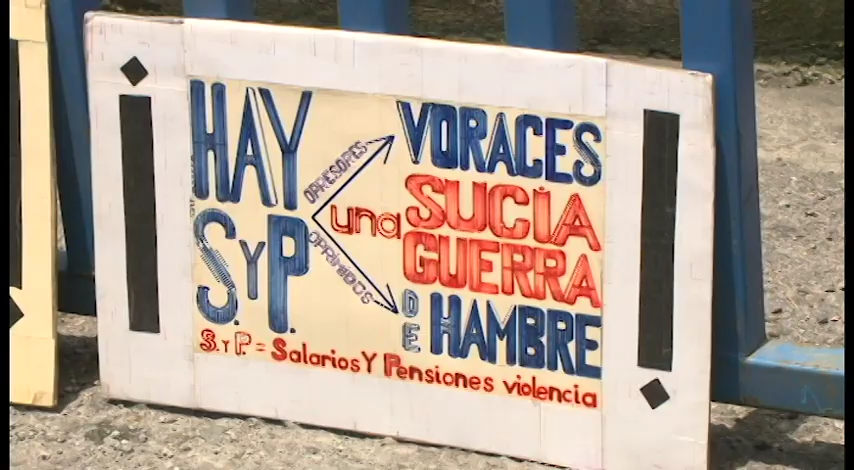 HAY
S. Y P.
OPRESORES
OPRIMIDOS
VORACES
una SUCIA
GUERRA
DE HAMBRE
S. Y P. = Salarios Y Pensiones violencia